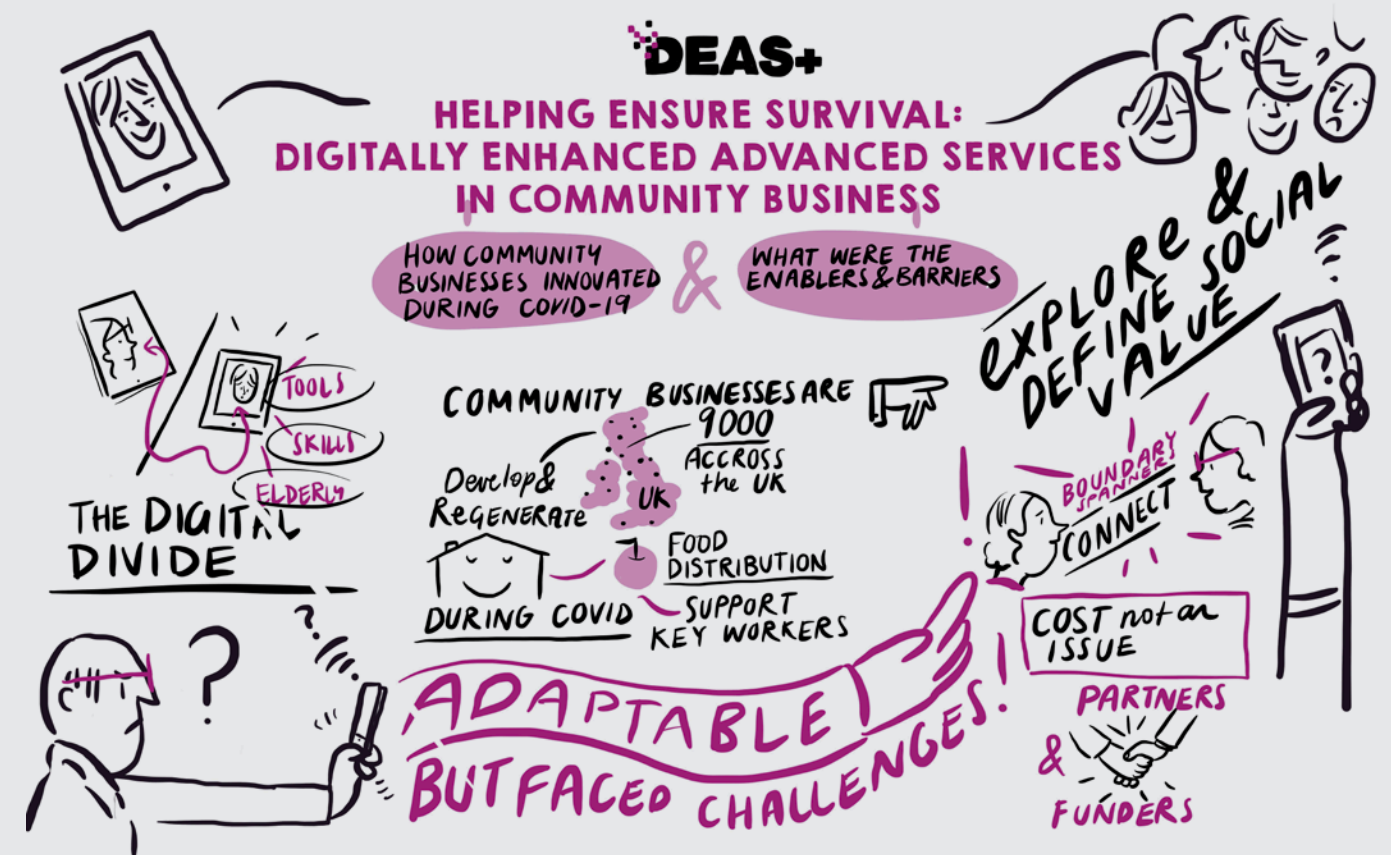 DEAS+
HELPING ENSURE SURVIVAL:
DIGITALLY ENHANCED ADVANCED SERVICES
IN COMMUNITY BUSINESS
HOW COMMUNITY
BUSINESSES INNOVATED
DURING COVID-19
&
WHAT WERE THE
ENABLERS & BARRIERS
EXPLORE &
DEFINE SOCIAL
VALUE
TOOLS
SKILLS
ELDERLY
THE DIGITAL
DIVIDE
?
?
COMMUNITY BUSINESSES ARE
9000
ACCROSS
the UK
Develop &
REGENERATE
UK
FOOD
DISTRIBUTION
DURING COVID
SUPPORT
KEY WORKERS
ADAPTABLE
BUT FACED CHALLENGES!
!
?
BOUNDARY
SPANNERS
CONNECT
COST not an
ISSUE
PARTNERS
&
FUNDERS